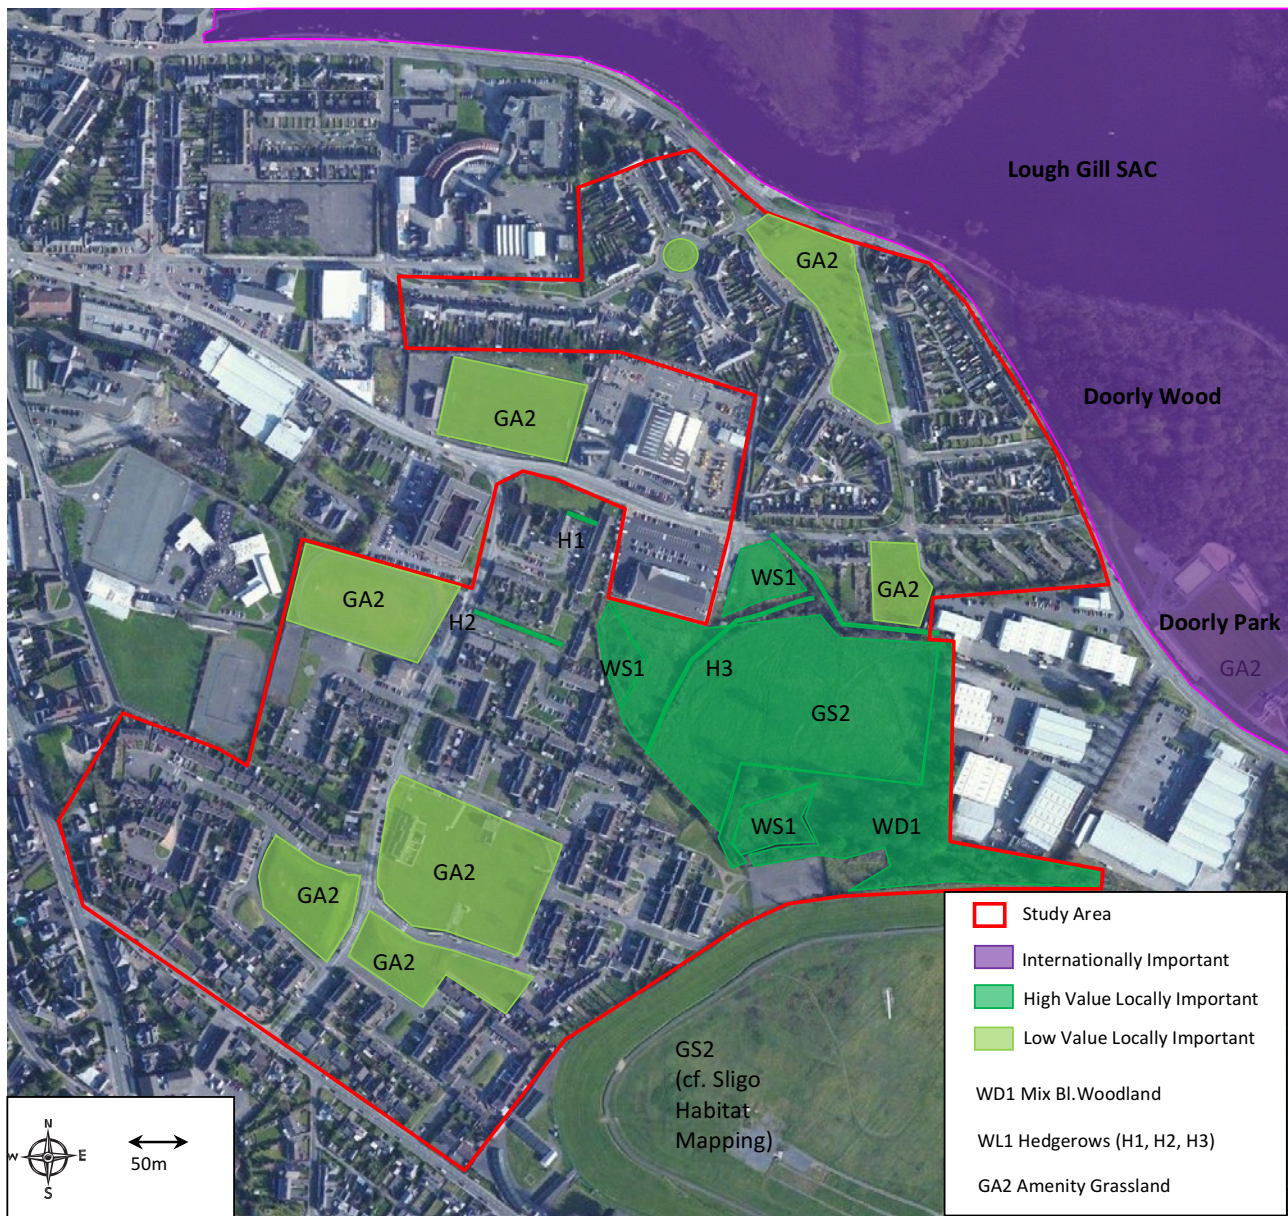 Lough Gill SAC
GA2
Doorly Wood
GA2
H1
WS1
GA2
GA2
H2
Doorly Park
WS1
H3
GA2
GS2
WS1
WD1
GA2
GA2
GA2
GS2
(cf. Sligo
Habitat
Mapping)
Study Area
Internationally Important
High Value Locally Important
Low Value Locally Important
WD1 Mix Bl.Woodland
WL1 Hedgerows (H1, H2, H3)
GA2 Amenity Grassland
N
W E
S
50m